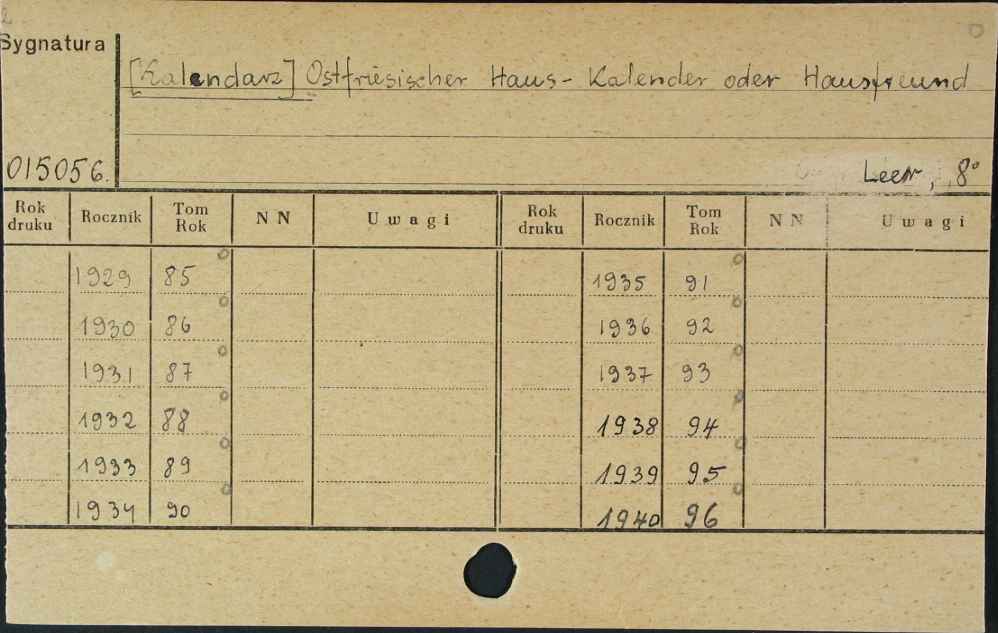 2
Sygnatura
[Kalendarz] Ostfriesischer Haus-Kalender oder Hausfreund
015056.
Leer, 8°
Rok druku Rocznik Tom Rok NN Uwagi Rok druku Rocznik Tom Rok NN Uwagi
1929 85 1935 91
1930 86 1936 92
1931 87 1937 93
1932 88 1938 94
1933 89 1939 95
1934 90 1940 96